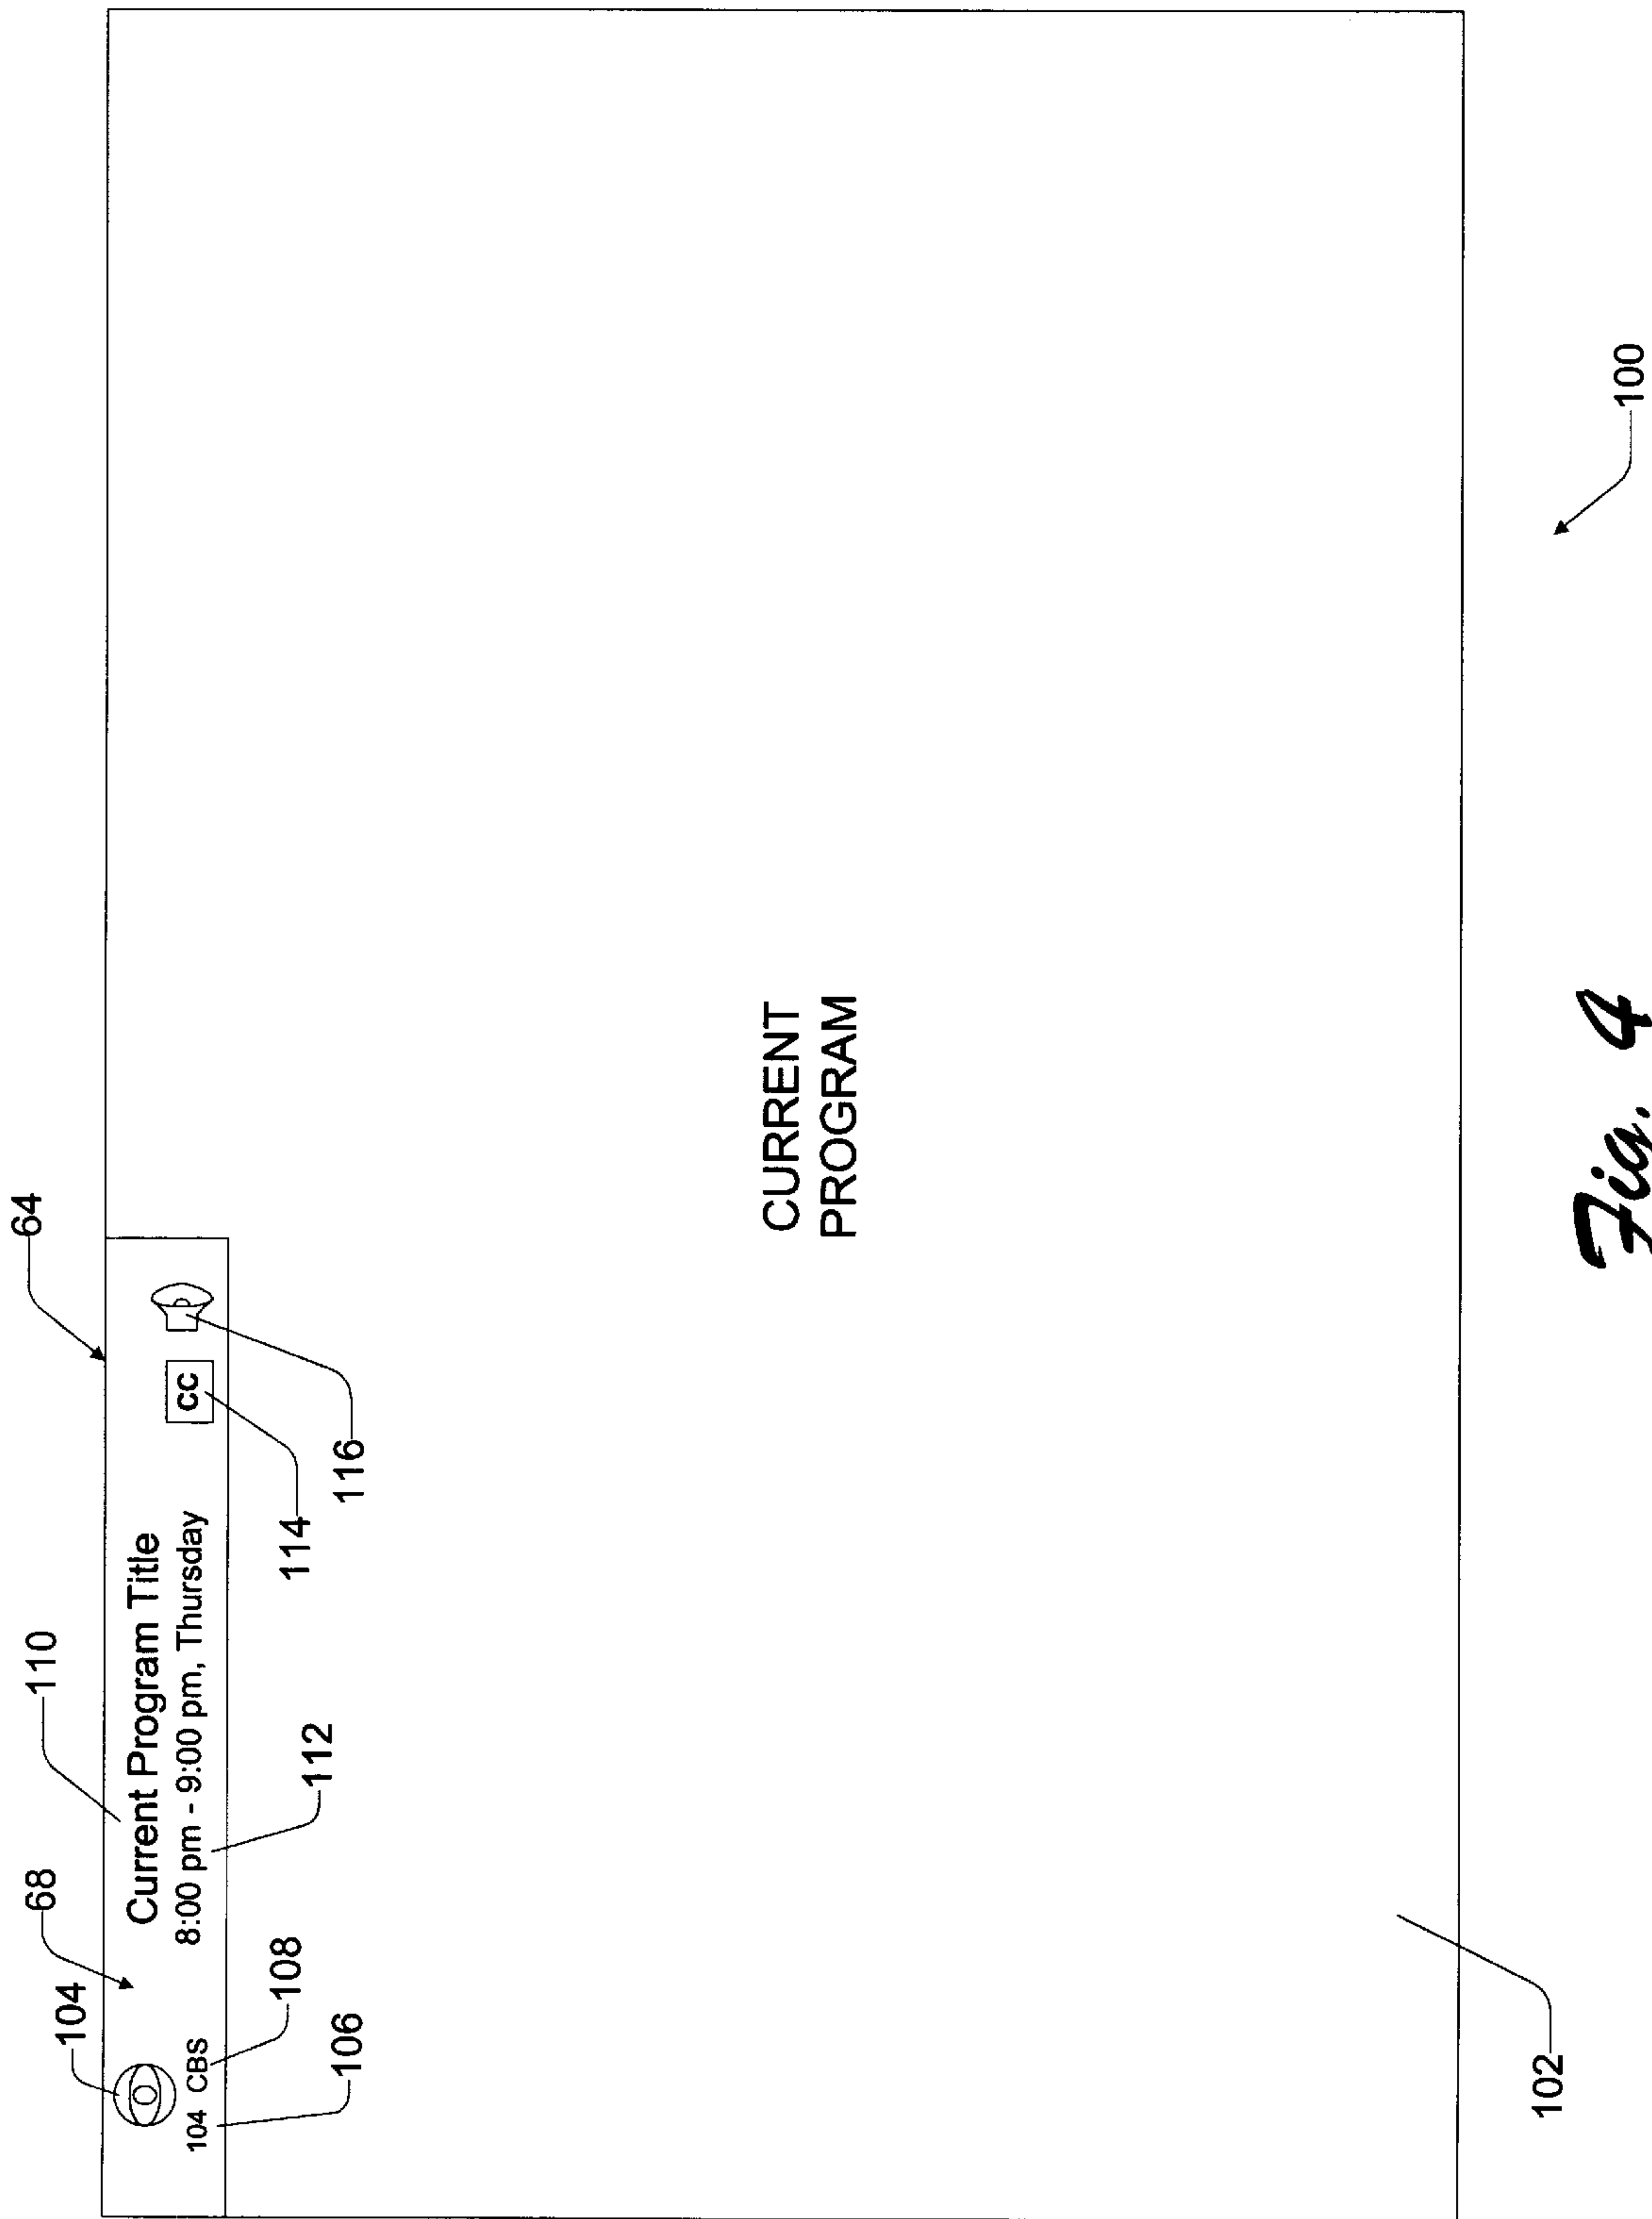 64
110
68
104
Current Program Title
8:00 pm - 9:00 pm, Thursday
CC
104 CBS
108
106
112
114
116
CURRENT
PROGRAM
102
100
Fig. 4